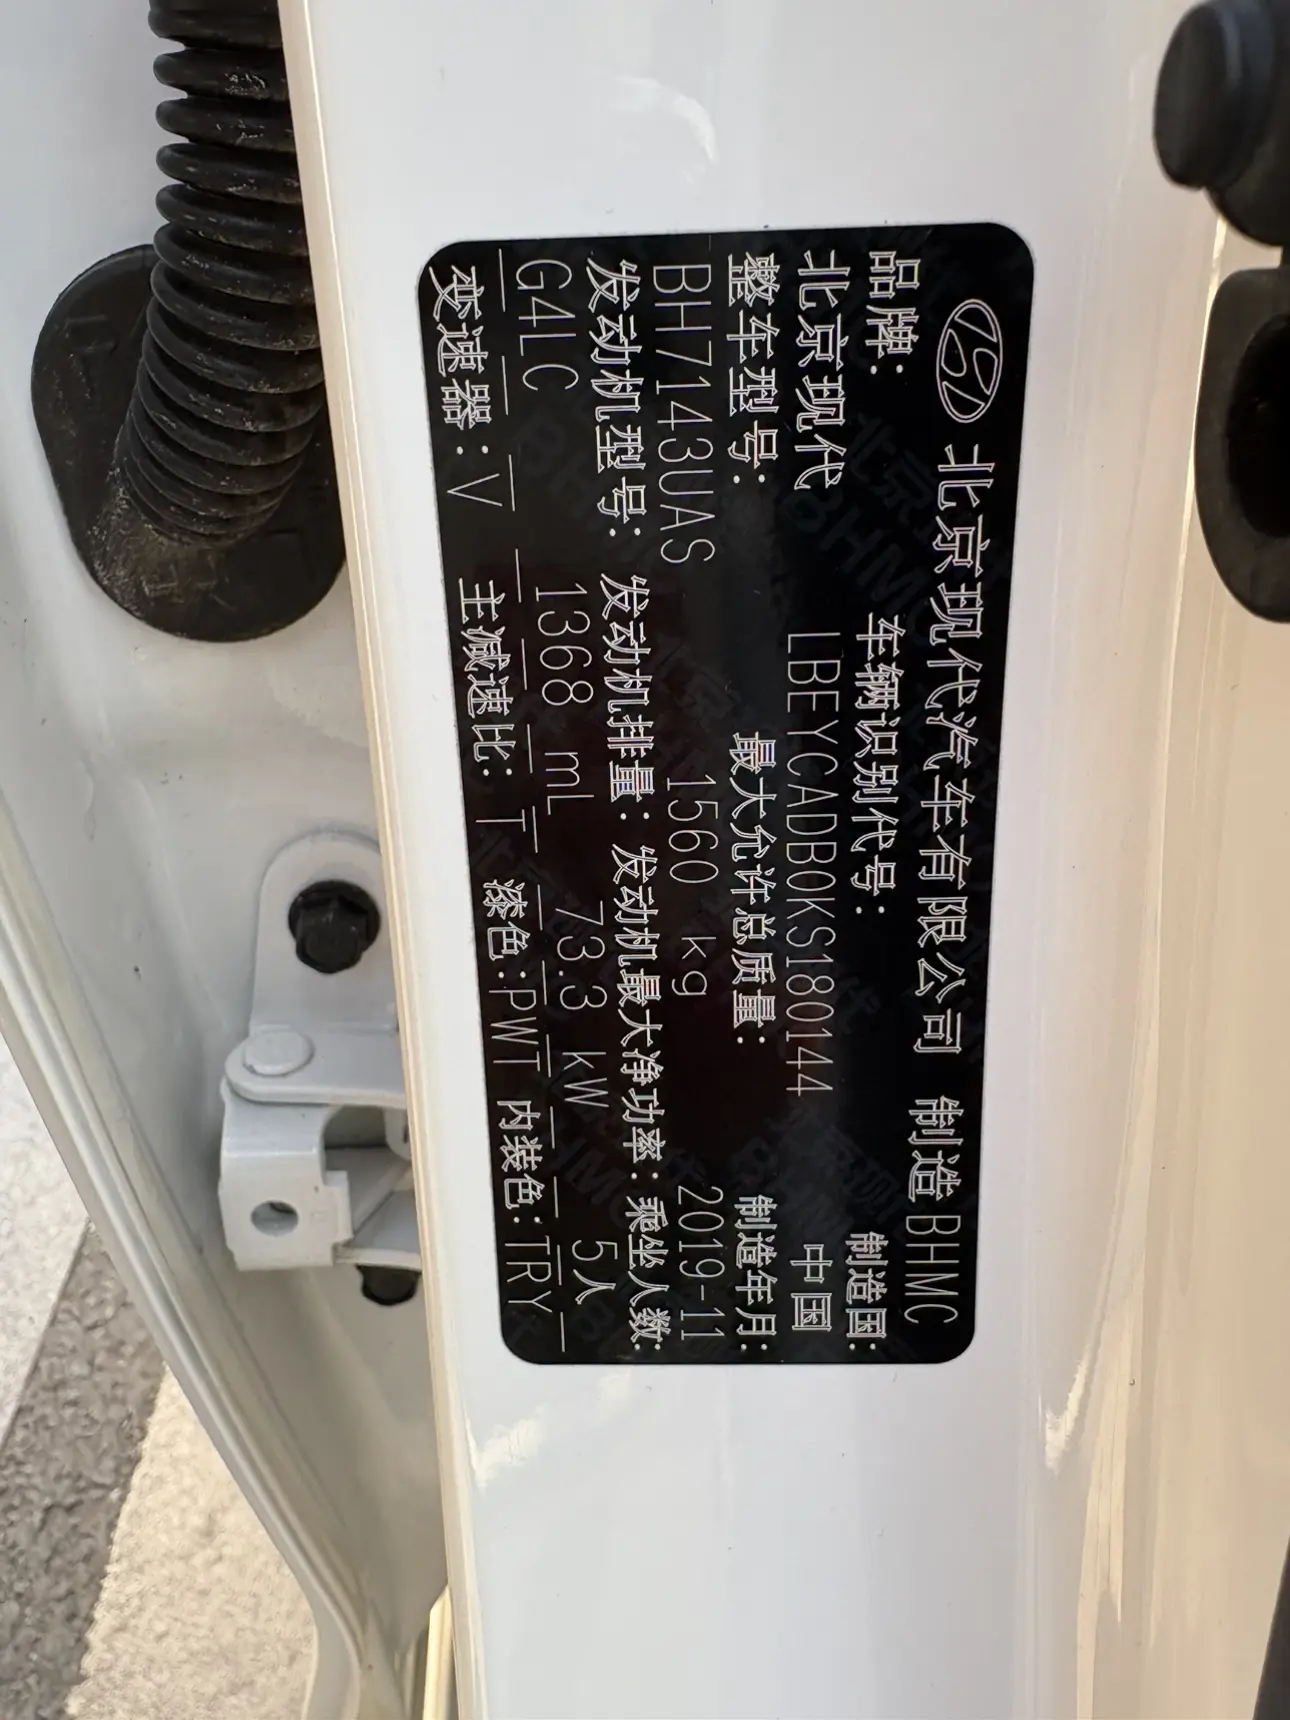 北京现代汽车有限公司 制造 BHMC
品牌: 车辆识别代号: 制造国:
北京现代 LBEYCADB0KS180144 中国
整车型号: 最大允许总质量: 制造年月:
BH7143UAS 1560 kg 2019-11
发动机型号: 发动机排量: 发动机最大净功率: 乘坐人数:
G4LC 1368 mL 73.3 kW 5人
变速器:V 主减速比:T 漆色:PWT 内装色:TRY